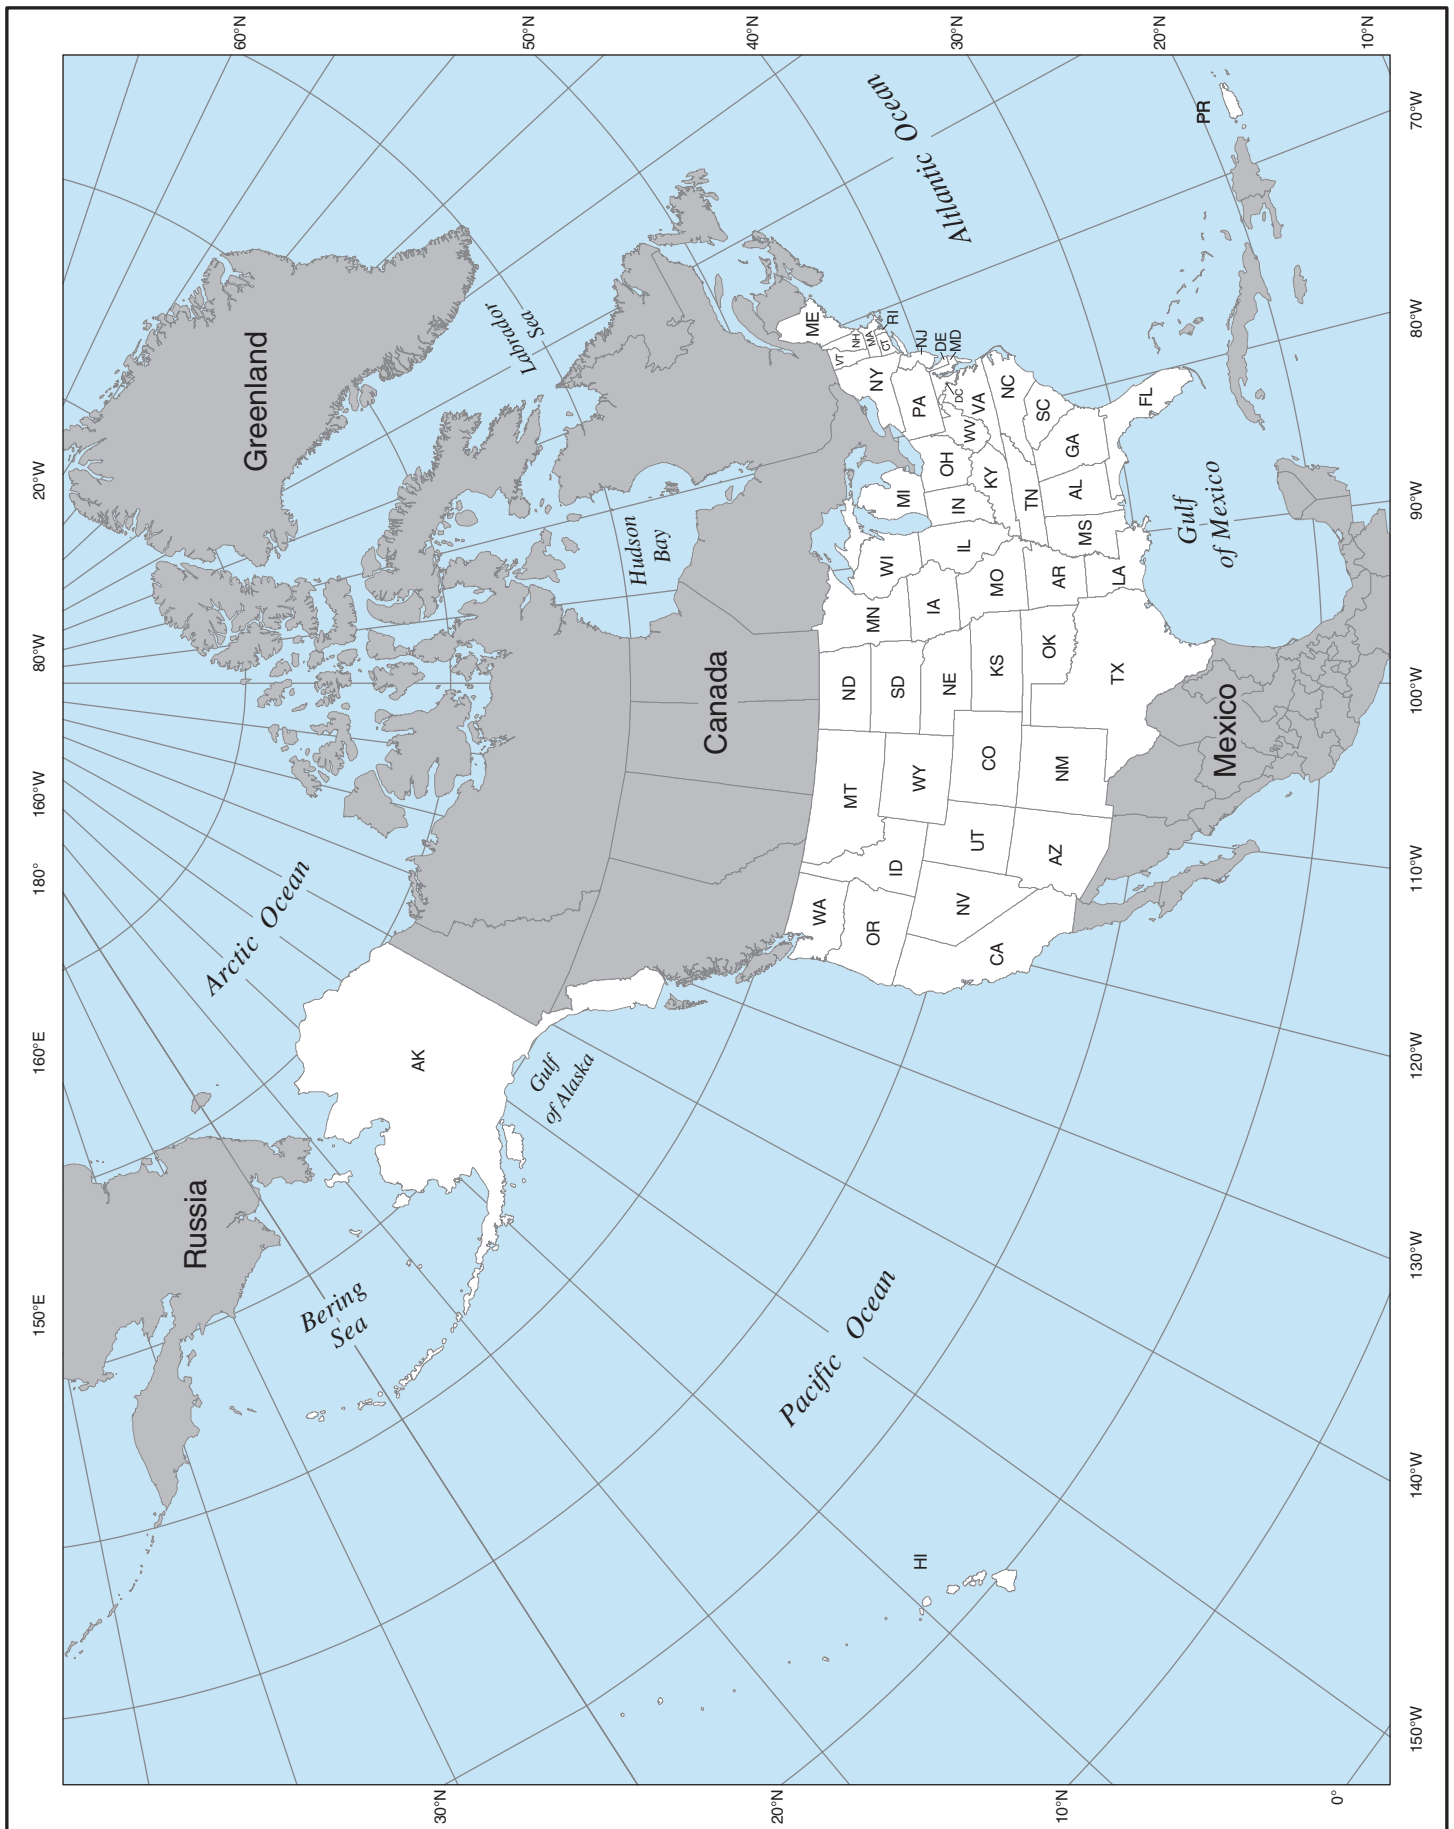 60°N
50°N
40°N
30°N
20°N
10°N
20°W
80°W
160°W
180°
160°E
150°E
70°W
80°W
90°W
100°W
110°W
120°W
130°W
140°W
150°W
30°N
20°N
10°N
0°
Greenland
Labrador
Sea
Altlantic Ocean
PR
Hudson
Bay
Canada
Arctic Ocean
Russia
Bering
Sea
AK
Gulf
of Alaska
Pacific Ocean
HI
Gulf
of Mexico
Mexico
ME
VT
NH
MA
CT
RI
NY
NJ
PA
DE
MD
DC
VA
WV
NC
SC
GA
FL
OH
MI
IN
KY
TN
AL
MS
WI
IL
MN
IA
MO
AR
LA
ND
SD
NE
KS
OK
TX
MT
WY
CO
NM
ID
UT
AZ
WA
OR
NV
CA